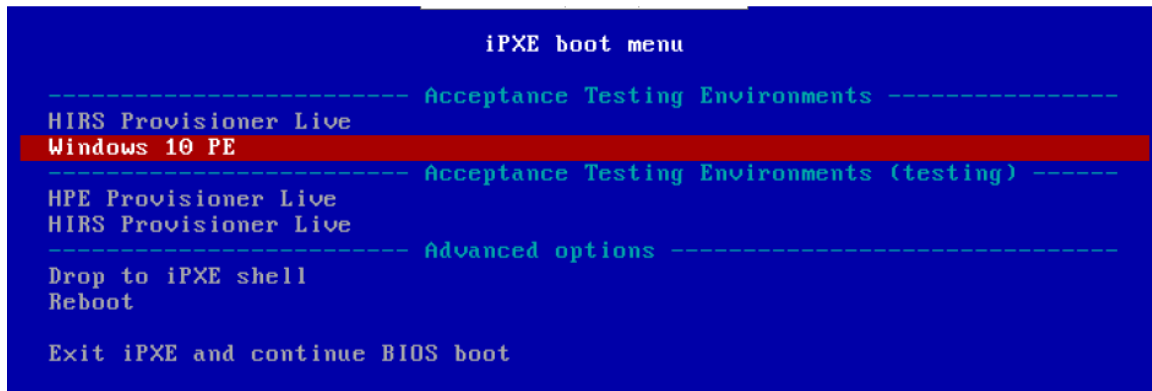 iPXE boot menu
------------------------- Acceptance Testing Environments ----------------
HIRS Provisioner Live
Windows 10 PE
------------------------- Acceptance Testing Environments (testing) ------
HPE Provisioner Live
HIRS Provisioner Live
------------------------- Advanced options -------------------------------
Drop to iPXE shell
Reboot
Exit iPXE and continue BIOS boot